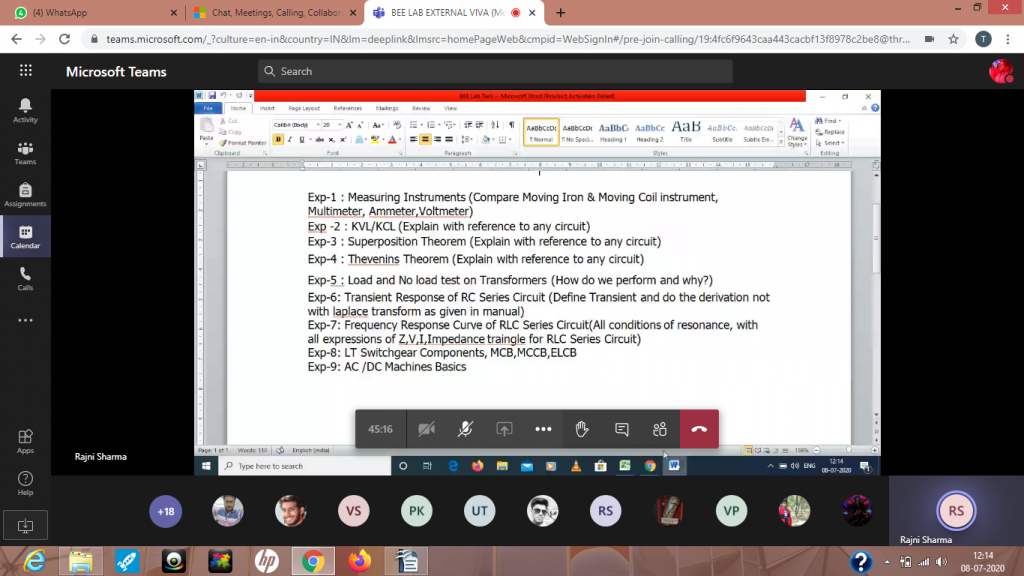 (4) WhatsApp
Chat, Meetings, Calling, Collabor
BEE LAB EXTERNAL VIVA (M
teams.microsoft.com/_?culture=en-in&country=IN&lm=deeplink&lmsrc=homePageWeb&cmpid=WebSignIn#/pre-join-calling/19:4fc6f9643caa443cacbf13f8978c2be8@thr...
T
Microsoft Teams
Search
Activity
Teams
Assignments
Calendar
Calls
Apps
Help
BEE Lab Task - Microsoft Word (Product Activation Failed)
File Home Insert Page Layout References Mailings Review View
Paste
Cut
Copy
Format Painter
Clipboard
Calibri (Body) 20
Font
Paragraph
AaBbCcDc AaBbCcDc AaBbC AaBbCc AaB AaBbCc. AaBbCcDc
¶ Normal ¶ No Spaci... Heading 1 Heading 2 Title Subtitle Subtle Em...
Styles
Change Styles
Find
Replace
Select
Editing
Exp-1 : Measuring Instruments (Compare Moving Iron & Moving Coil instrument,
Multimeter, Ammeter,Voltmeter)
Exp -2 : KVL/KCL (Explain with reference to any circuit)
Exp-3 : Superposition Theorem (Explain with reference to any circuit)
Exp-4 : Thevenins Theorem (Explain with reference to any circuit)
Exp-5 : Load and No load test on Transformers (How do we perform and why?)
Exp-6: Transient Response of RC Series Circuit (Define Transient and do the derivation not
with laplace transform as given in manual)
Exp-7: Frequency Response Curve of RLC Series Circuit(All conditions of resonance, with
all expressions of Z,V,I,Impedance traingle for RLC Series Circuit)
Exp-8: LT Switchgear Components, MCB,MCCB,ELCB
Exp-9: AC /DC Machines Basics
45:16
Page: 1 of 1 Words: 118 English (India)
Type here to search
ENG
12:14
08-07-2020
Rajni Sharma
+18
VS
PK
UT
RS
VP
RS
Rajni Sharma
12:14
08-07-2020